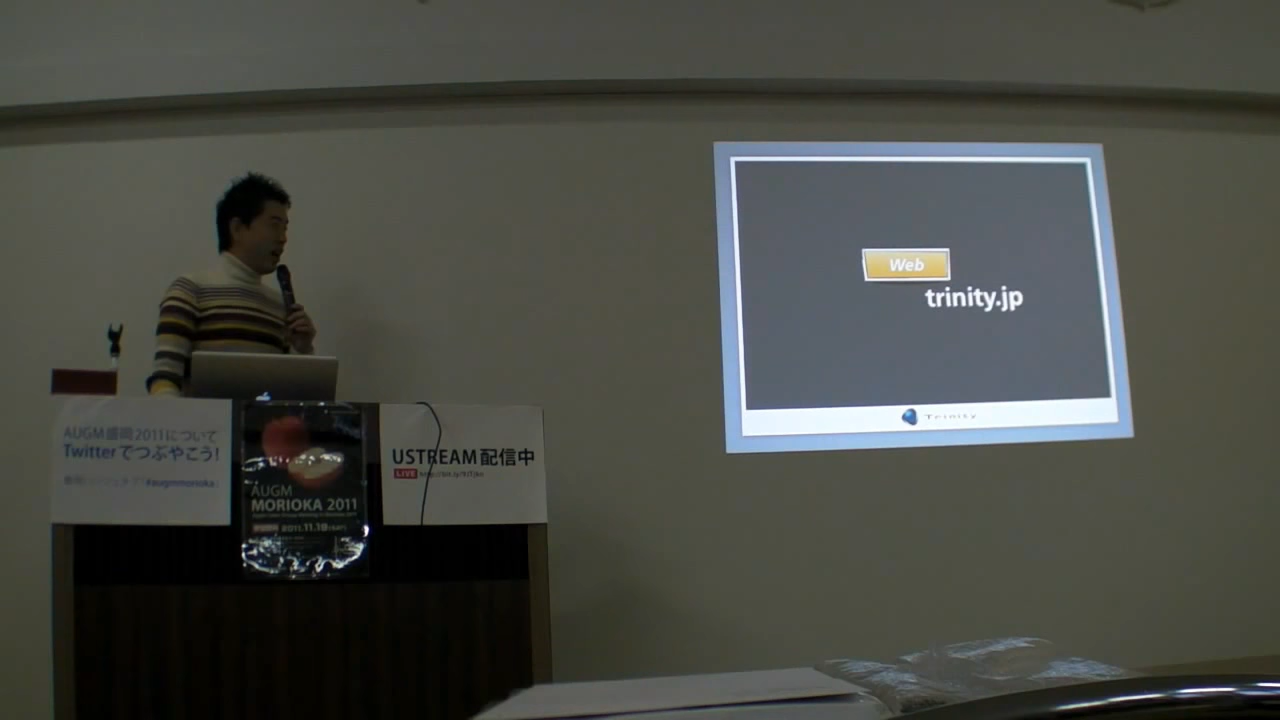 Web
trinity.jp
Trinity
AUGM盛岡2011について
Twitterでつぶやこう!
#augmmorioka
AUGM
MORIOKA 2011
2011.11.19
USTREAM配信中
LIVE